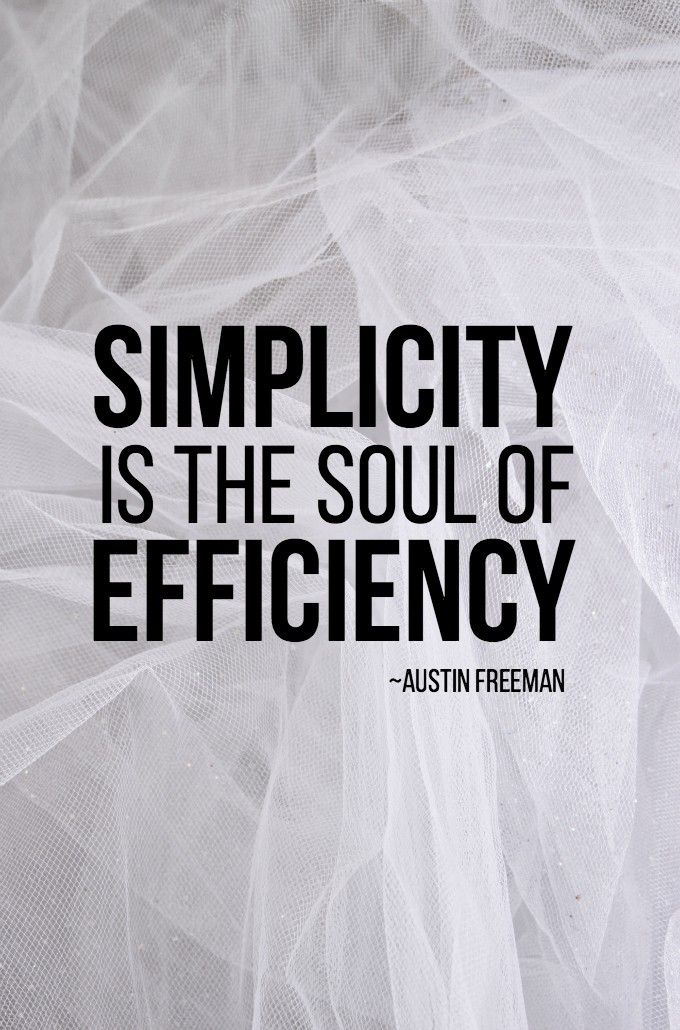 SIMPLICITY
IS THE SOUL OF
EFFICIENCY
~AUSTIN FREEMAN